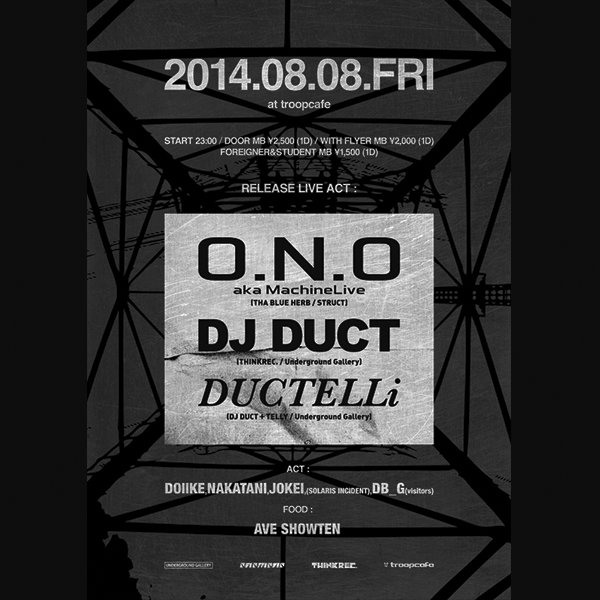 2014.08.08.FRI
at troopcafe
START 23:00 / DOOR MB ¥2,500 (1D) / WITH FLYER MB ¥2,000 (1D)
FOREIGNER&STUDENT MB ¥1,500 (1D)
RELEASE LIVE ACT :
O.N.O
aka MachineLive
(THA BLUE HERB / STRUCT)
DJ DUCT
(THINKREC. / Underground Gallery)
DUCTELLi
(DJ DUCT + TELLY / Underground Gallery)
ACT :
DOIIKE,NAKATANI,JOKEI,(SOLARIS INCIDENT),DB_G(visitors)
FOOD :
AVE SHOWTEN
UNDERGROUND GALLERY THINKREC. troopcafe